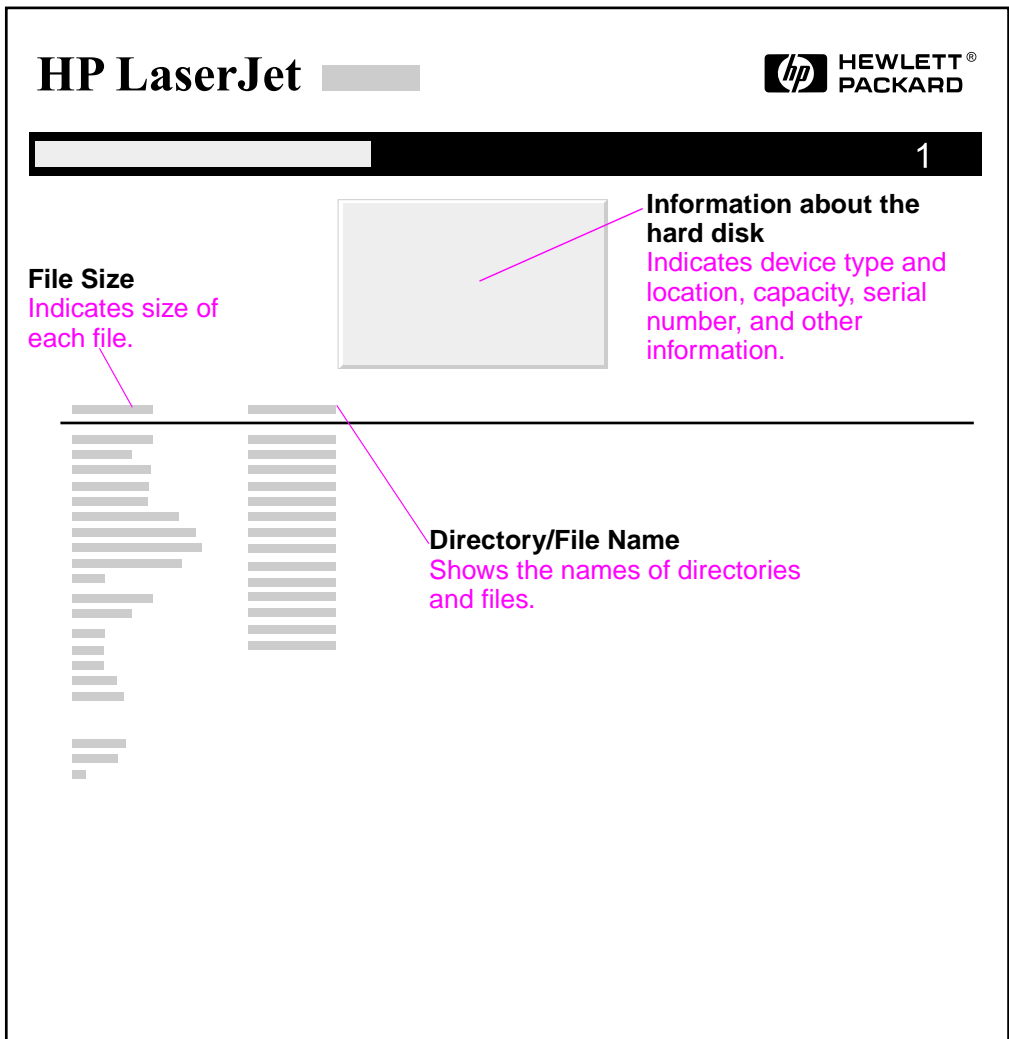 HP LaserJet
hp HEWLETT®
PACKARD
1
Information about the
hard disk
Indicates device type and
location, capacity, serial
number, and other
information.
File Size
Indicates size of
each file.
Directory/File Name
Shows the names of directories
and files.